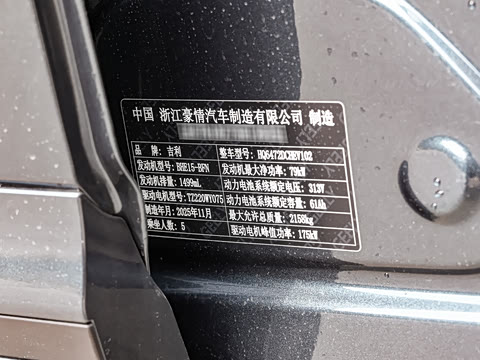 中国 浙江豪情汽车制造有限公司 制造
品 牌: 吉利 整车型号: HQ6472DCHEV102
发动机型号: BHE15-BFN 发动机最大净功率: 79kW
发动机排量: 1499mL 动力电池系统额定电压: 313V
驱动电机型号: TZ220WY075 动力电池系统额定容量: 61Ah
制造年月: 2025年11月 最大允许总质量: 2158kg
乘坐人数: 5 驱动电机峰值功率: 175kW